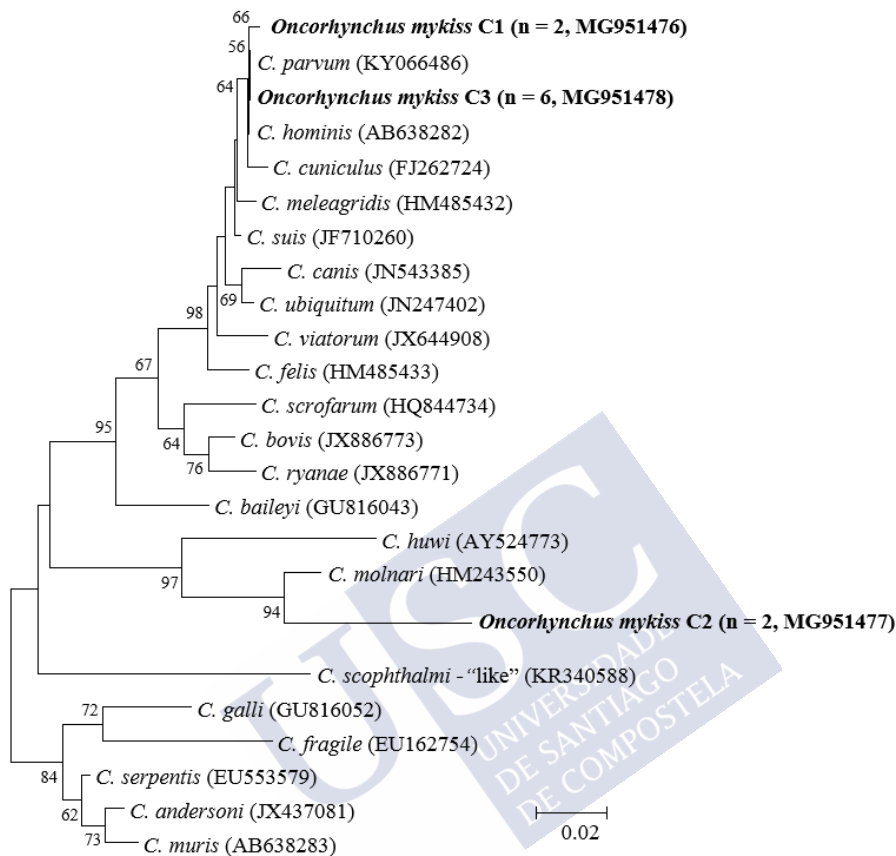 66
Oncorhynchus mykiss C1 (n = 2, MG951476)
56
C. parvum (KY066486)
64
Oncorhynchus mykiss C3 (n = 6, MG951478)
C. hominis (AB638282)
C. cuniculus (FJ262724)
C. meleagridis (HM485432)
C. suis (JF710260)
C. canis (JN543385)
69
C. ubiquitum (JN247402)
98
C. viatorum (JX644908)
67
C. felis (HM485433)
C. scrofarum (HQ844734)
95
64
C. bovis (JX886773)
76
C. ryanae (JX886771)
C. baileyi (GU816043)
C. huwi (AY524773)
97
C. molnari (HM243550)
94
Oncorhynchus mykiss C2 (n = 2, MG951477)
C. scophthalmi -“like” (KR340588)
72
C. galli (GU816052)
C. fragile (EU162754)
84
C. serpentis (EU553579)
62
C. andersoni (JX437081)
73
C. muris (AB638283)
0.02
USC
UNIVERSIDADE
DE SANTIAGO
DE COMPOSTELA